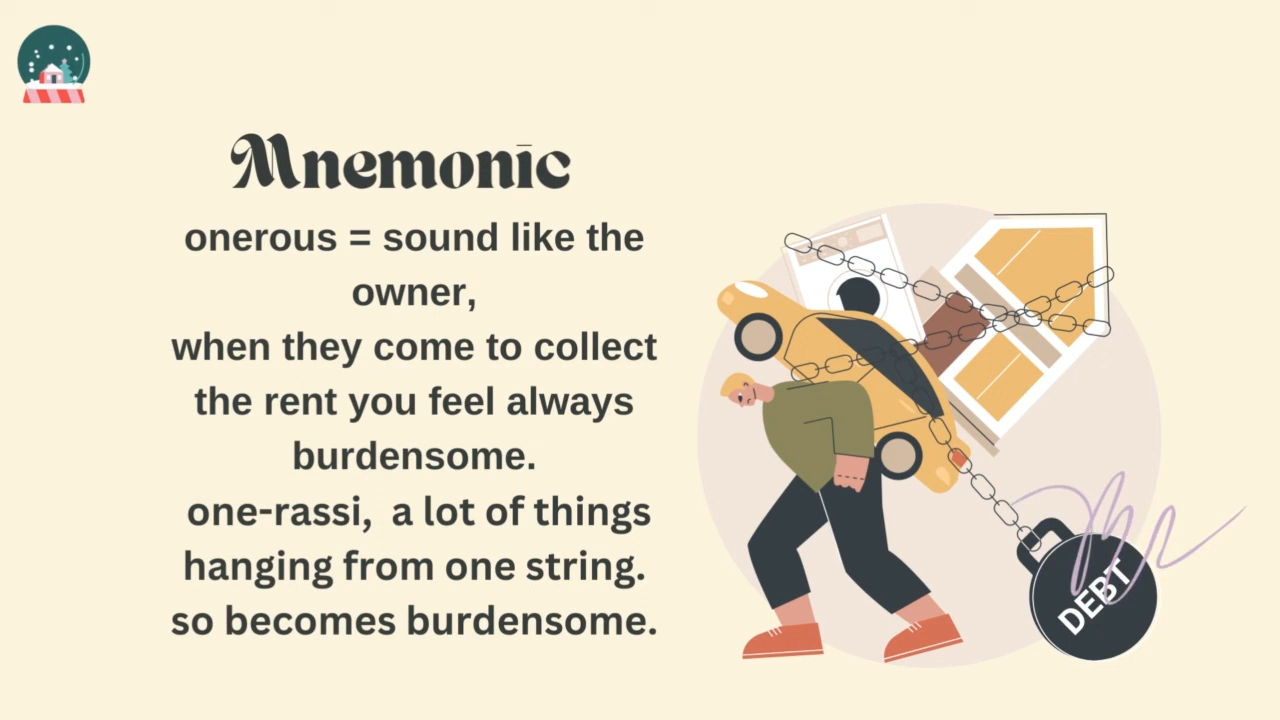 Mnemonic
onerous = sound like the
owner,
when they come to collect
the rent you feel always
burdensome.
one-rassi, a lot of things
hanging from one string.
so becomes burdensome.
DEBT